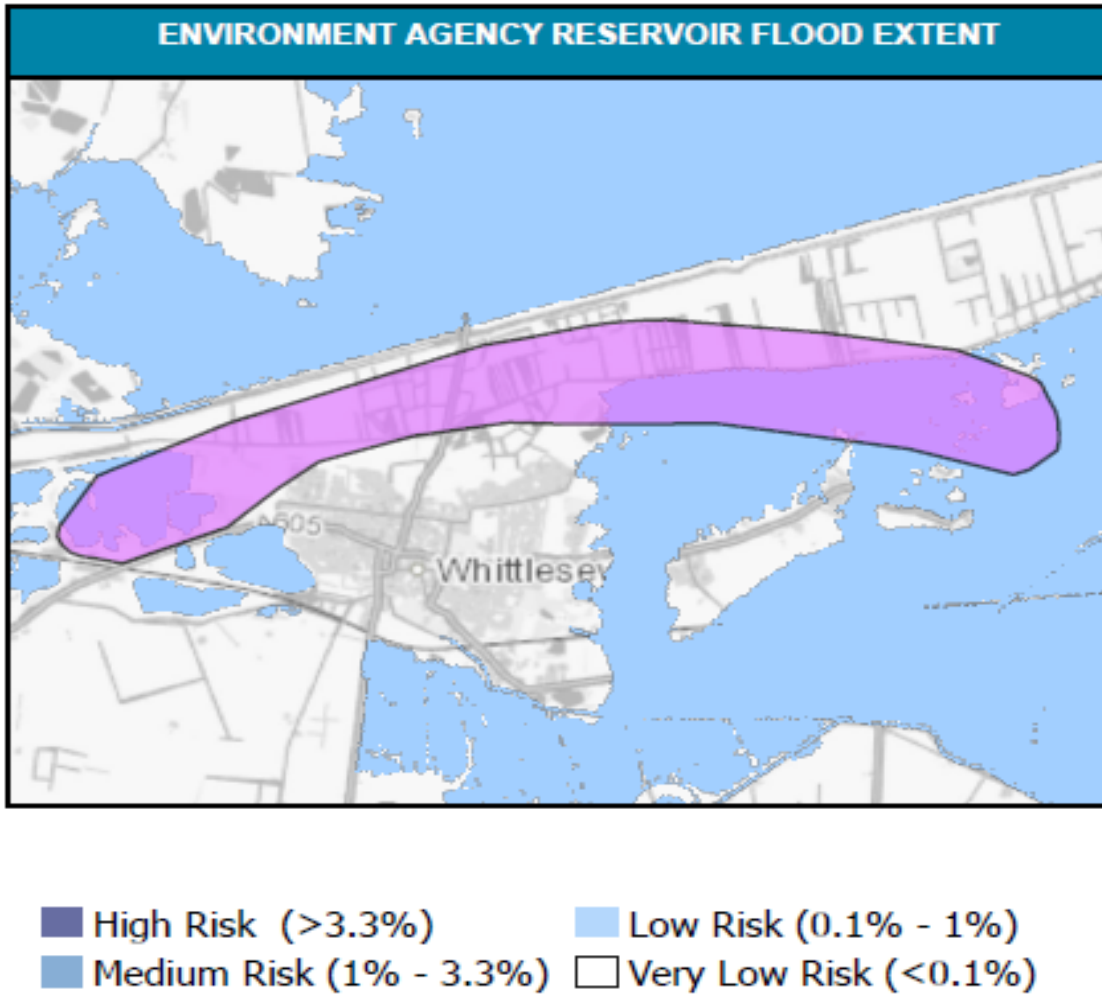 ENVIRONMENT AGENCY RESERVOIR FLOOD EXTENT
Whittlesey
High Risk (>3.3%)
Low Risk (0.1% - 1%)
Medium Risk (1% - 3.3%)
Very Low Risk (<0.1%)